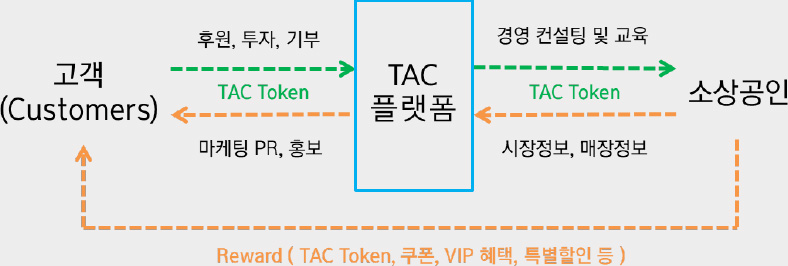 후원, 투자, 기부
경영 컨설팅 및 교육
고객
(Customers)
TAC Token
TAC
플랫폼
TAC Token
소상공인
마케팅 PR, 홍보
시장정보, 매장정보
Reward ( TAC Token, 쿠폰, VIP 혜택, 특별할인 등 )